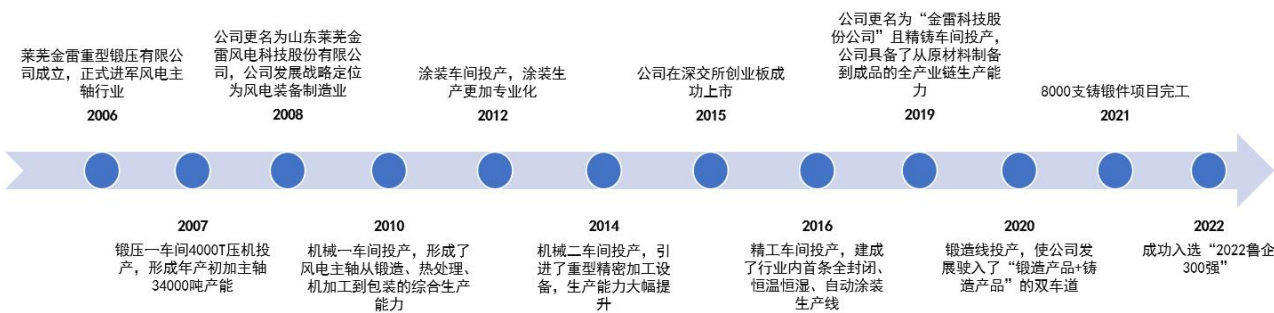 莱芜金雷重型锻压有限公
司成立，正式进军风电主
轴行业
2006
公司更名为山东莱芜金
雷风电科技股份有限公
司，公司发展战略定位
为风电装备制造业
2008
涂装车间投产，涂装生
产更加专业化
2012
公司在深交所创业板成
功上市
2015
公司更名为“金雷科技股
份公司”且精铸车间投产，
公司具备了从原材料制备
到成品的全产业链生产能
力
2019
8000支铸锻件项目完工
2021
2007
锻压一车间4000T压机投
产，形成年产初加主轴
34000吨产能
2010
机械一车间投产，形成了
风电主轴从锻造、热处理、
机加工到包装的综合生产
能力
2014
机械二车间投产，引
进了重型精密加工设
备，生产能力大幅提
升
2016
精工车间投产，建成
了行业内首条全封闭、
恒温恒湿、自动涂装
生产线
2020
锻造线投产，使公司发
展驶入了“锻造产品+铸
造产品”的双车道
2022
成功入选“2022鲁企
300强”